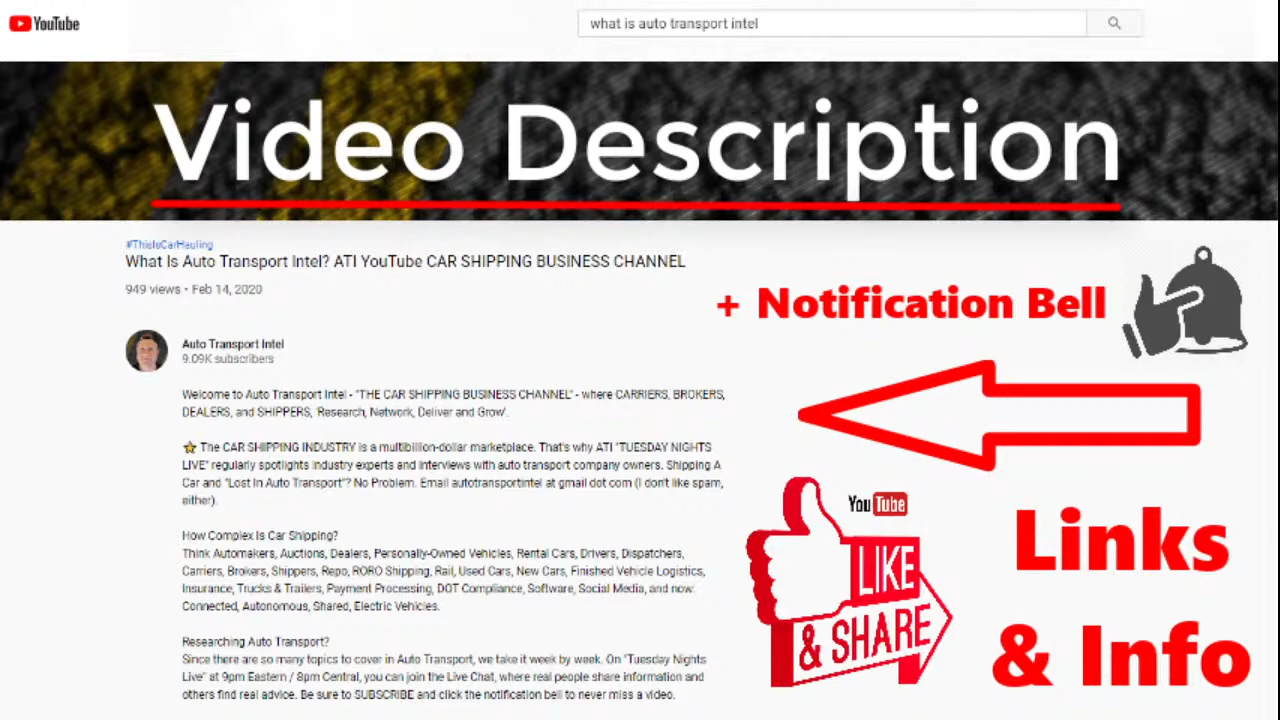 YouTube
what is auto transport intel
Video Description
#ThisIsCarHauling
What Is Auto Transport Intel? ATI YouTube CAR SHIPPING BUSINESS CHANNEL
949 views • Feb 14, 2020
+ Notification Bell
Auto Transport Intel
9.09K subscribers
Welcome to Auto Transport Intel - "THE CAR SHIPPING BUSINESS CHANNEL" - where CARRIERS, BROKERS,
DEALERS, and SHIPPERS, 'Research, Network, Deliver and Grow'.
⭐ The CAR SHIPPING INDUSTRY is a multibillion-dollar marketplace. That's why ATI "TUESDAY NIGHTS
LIVE" regularly spotlights industry experts and interviews with auto transport company owners. Shipping A
Car and "Lost In Auto Transport"? No Problem. Email autotransportintel at gmail dot com (I don't like spam,
either).
How Complex Is Car Shipping?
Think Automakers, Auctions, Dealers, Personally-Owned Vehicles, Rental Cars, Drivers, Dispatchers,
Carriers, Brokers, Shippers, Repo, RORO Shipping, Rail, Used Cars, New Cars, Finished Vehicle Logistics,
Insurance, Trucks & Trailers, Payment Processing, DOT Compliance, Software, Social Media, and now:
Connected, Autonomous, Shared, Electric Vehicles.
Researching Auto Transport?
Since there are so many topics to cover in Auto Transport, we take it week by week. On "Tuesday Nights
Live" at 9pm Eastern / 8pm Central, you can join the Live Chat, where real people share information and
others find real advice. Be sure to SUBSCRIBE and click the notification bell to never miss a video.
YouTube
LIKE
& SHARE
Links
& Info